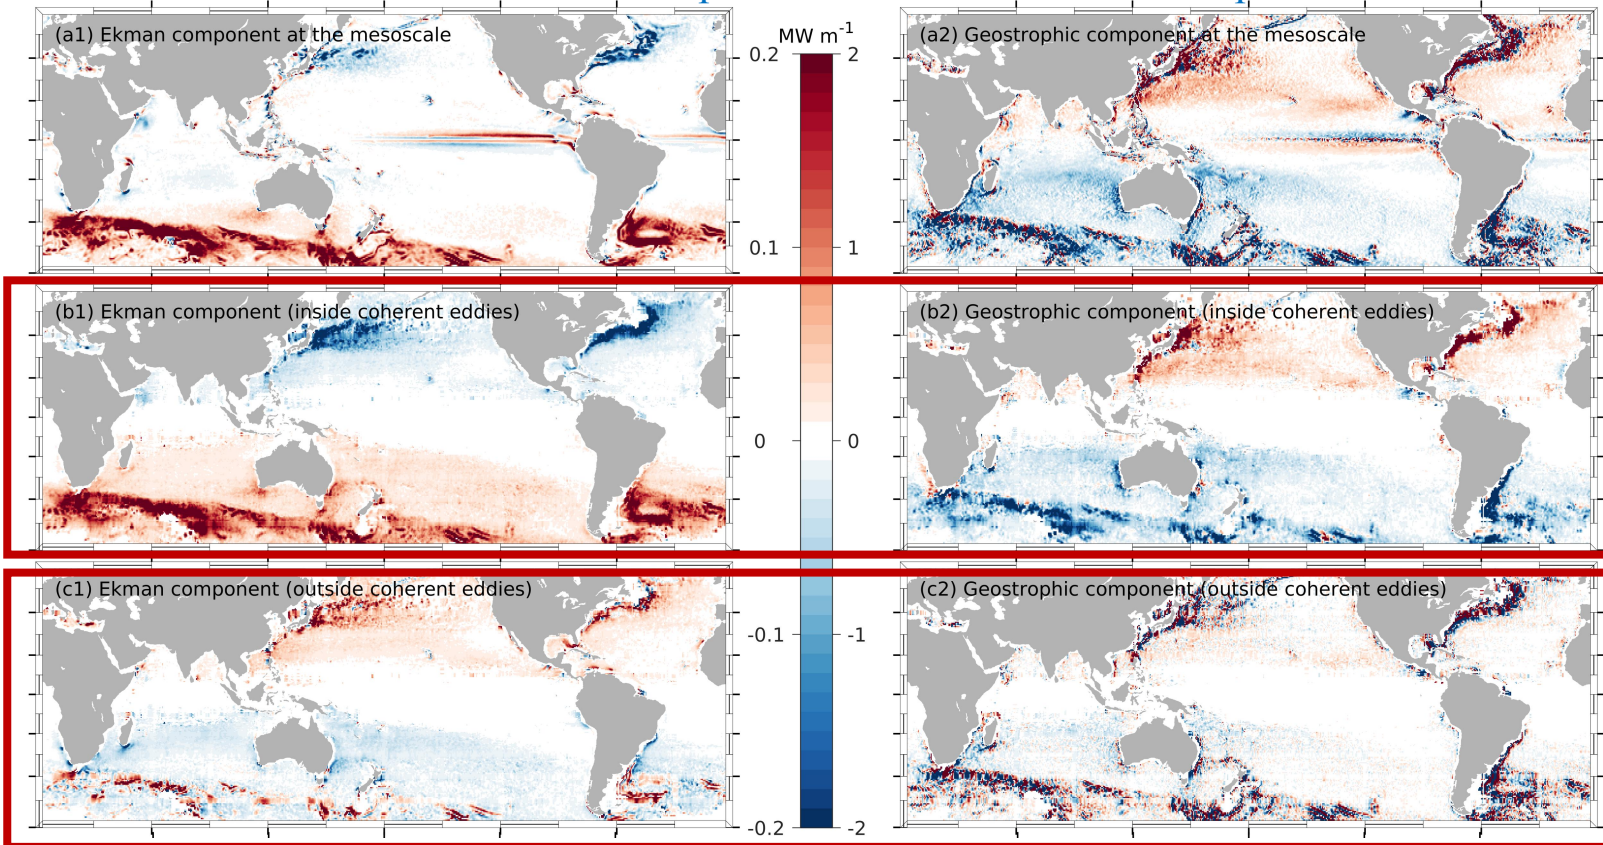 (a1) Ekman component at the mesoscale
MW m⁻¹
(a2) Geostrophic component at the mesoscale
0.2 2
0.1 1
(b1) Ekman component (inside coherent eddies)
(b2) Geostrophic component (inside coherent eddies)
0 0
(c1) Ekman component (outside coherent eddies)
(c2) Geostrophic component (outside coherent eddies)
-0.1 -1
-0.2 -2